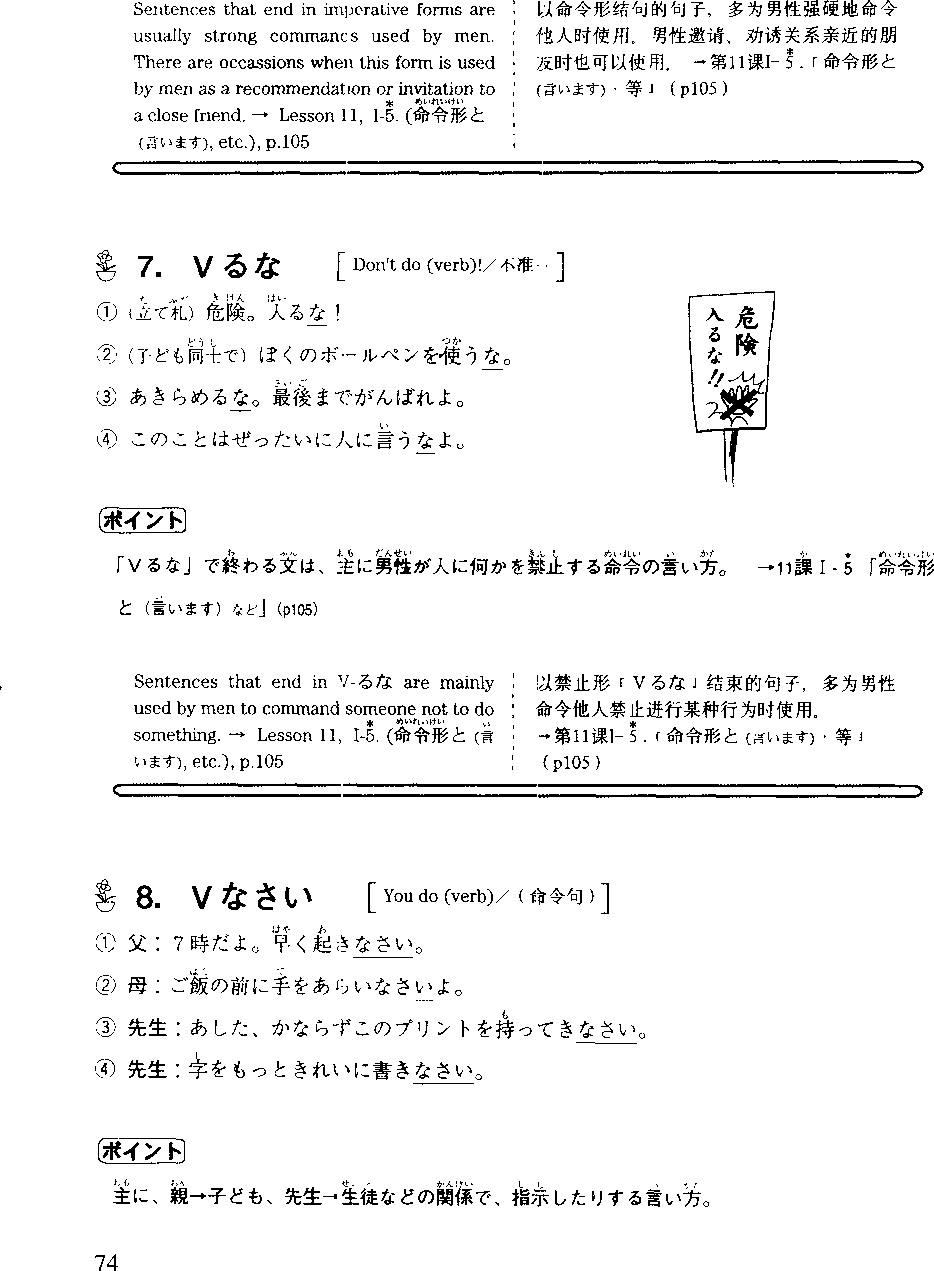 Sentences that end in imperative forms are
usually strong commands used by men.
There are occassions when this form is used
by men as a recommendation or invitation to
a close friend. → Lesson 11, I-5*. (命令形と
(言います), etc.), p.105
以命令形结句的句子，多为男性强硬地命令
他人时使用。男性邀请、劝诱关系亲近的朋
友时也可以使用。→第11课I-5*.「命令形と
(言います)・等」(p105)
7. Vるな [Don't do (verb)!/不准…]
① (立て札) 危険。入るな！
② (子ども同士で) ぼくのボールペンを使うな。
③ あきらめるな。最後までがんばれよ。
④ このことはぜったいに人に言うなよ。
危険
入るな!!
ポイント
「Vるな」で終わる文は、主に男性が人に何かを禁止する命令の言い方。 →11課Ⅰ-5*「命令形
と（言います）など」(p105)
Sentences that end in V-るな are mainly
used by men to command someone not to do
something. → Lesson 11, I-5*. (命令形と (言
います), etc.), p.105
以禁止形「Vるな」结束的句子，多为男性
命令他人禁止进行某种行为时使用。
→第11课I-5*.「命令形と (言います)・等」
(p105)
8. Vなさい [You do (verb)/(命令句)]
① 父：7時だよ。早く起きなさい。
② 母：ご飯の前に手をあらいなさいよ。
③ 先生：あした、かならずこのプリントを持ってきなさい。
④ 先生：字をもっときれいに書きなさい。
ポイント
主に、親→子ども、先生→生徒などの関係で、指示したりする言い方。
74